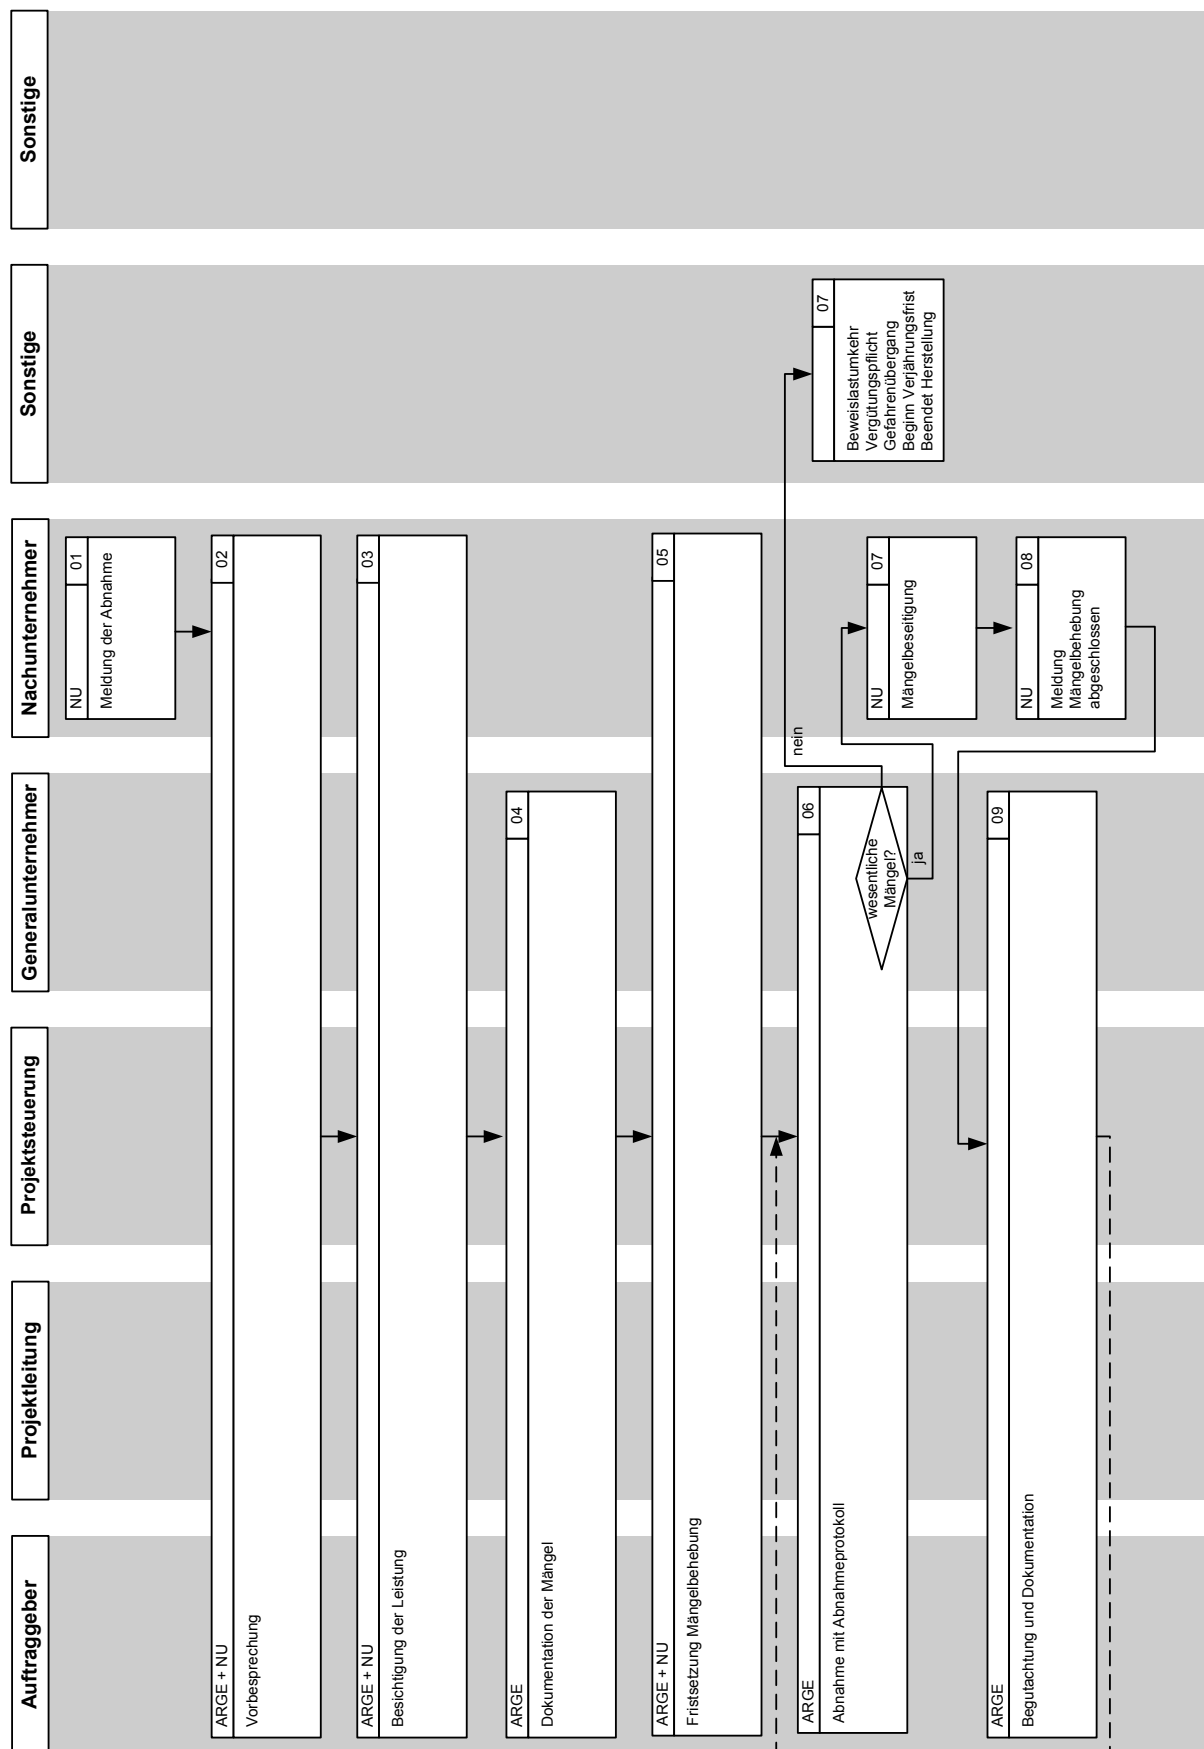 Auftraggeber
Projektleitung
Projektsteuerung
Generalunternehmer
Nachunternehmer
Sonstige
Sonstige
NU
01
Meldung der Abnahme
ARGE + NU
02
Vorbesprechung
ARGE + NU
03
Besichtigung der Leistung
ARGE
04
Dokumentation der Mängel
ARGE + NU
05
Fristsetzung Mängelbehebung
ARGE
06
Abnahme mit Abnahmeprotokoll
wesentliche
Mängel?
nein
ja
07
Beweislastumkehr
Vergütungspflicht
Gefahrenübergang
Beginn Verjährungsfrist
Beendet Herstellung
NU
07
Mängelbeseitigung
NU
08
Meldung
Mängelbehebung
abgeschlossen
ARGE
09
Begutachtung und Dokumentation